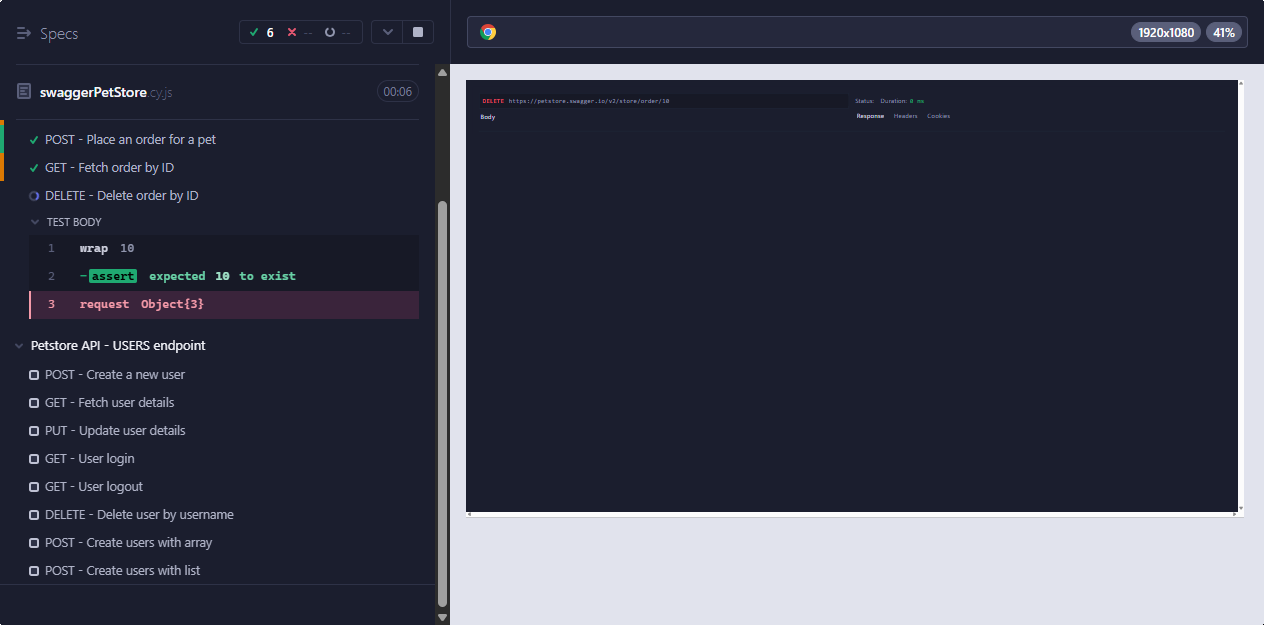 Specs
6 -- --
swaggerPetStore.cy.js 00:06
POST - Place an order for a pet
GET - Fetch order by ID
DELETE - Delete order by ID
TEST BODY
1 wrap 10
2 -assert expected 10 to exist
3 request Object{3}
Petstore API - USERS endpoint
POST - Create a new user
GET - Fetch user details
PUT - Update user details
GET - User login
GET - User logout
DELETE - Delete user by username
POST - Create users with array
POST - Create users with list
1920x1080 41%
DELETE https://petstore.swagger.io/v2/store/order/10
Body
Status: Duration: 0 ms
Response Headers Cookies